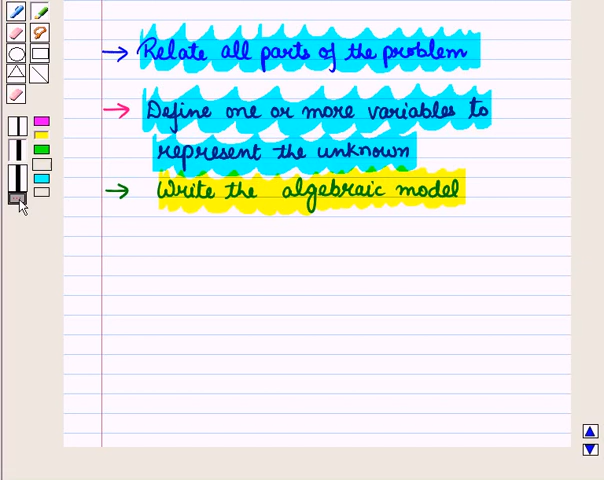 → Relate all parts of the problem
→ Define one or more variables to
represent the unknown
→ Write the algebraic model